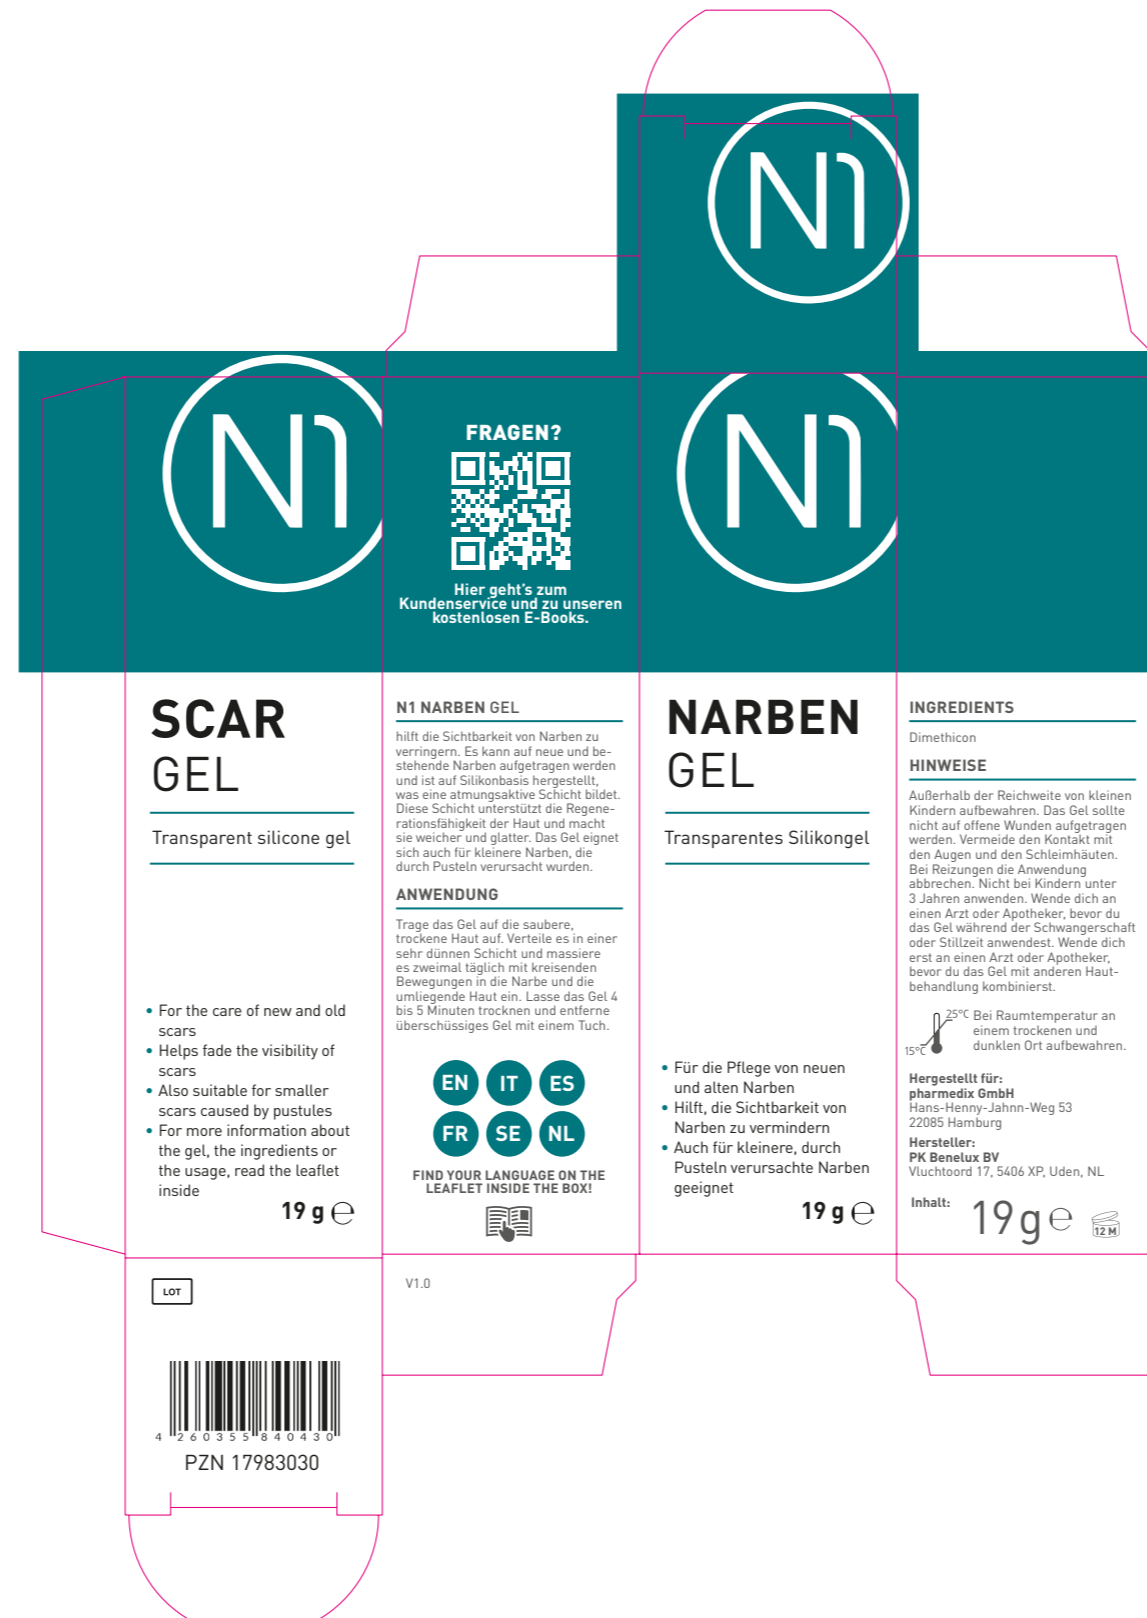 N1
N1
FRAGEN?
Hier geht's zum
Kundenservice und zu unseren
kostenlosen E-Books.
N1
SCAR
GEL
Transparent silicone gel
• For the care of new and old
scars
• Helps fade the visibility of
scars
• Also suitable for smaller
scars caused by pustules
• For more information about
the gel, the ingredients or
the usage, read the leaflet
inside
19 g ℮
N1 NARBEN GEL
hilft die Sichtbarkeit von Narben zu
verringern. Es kann auf neue und be-
stehende Narben aufgetragen werden
und ist auf Silikonbasis hergestellt,
was eine atmungsaktive Schicht bildet.
Diese Schicht unterstützt die Regene-
rationsfähigkeit der Haut und macht
sie weicher und glatter. Das Gel eignet
sich auch für kleinere Narben, die
durch Pusteln verursacht wurden.
ANWENDUNG
Trage das Gel auf die saubere,
trockene Haut auf. Verteile es in einer
sehr dünnen Schicht und massiere
es zweimal täglich mit kreisenden
Bewegungen in die Narbe und die
umliegende Haut ein. Lasse das Gel 4
bis 5 Minuten trocknen und entferne
überschüssiges Gel mit einem Tuch.
EN IT ES
FR SE NL
FIND YOUR LANGUAGE ON THE
LEAFLET INSIDE THE BOX!
NARBEN
GEL
Transparentes Silikongel
• Für die Pflege von neuen
und alten Narben
• Hilft, die Sichtbarkeit von
Narben zu vermindern
• Auch für kleinere, durch
Pusteln verursachte Narben
geeignet
19 g ℮
INGREDIENTS
Dimethicon
HINWEISE
Außerhalb der Reichweite von kleinen
Kindern aufbewahren. Das Gel sollte
nicht auf offene Wunden aufgetragen
werden. Vermeide den Kontakt mit
den Augen und den Schleimhäuten.
Bei Reizungen die Anwendung
abbrechen. Nicht bei Kindern unter
3 Jahren anwenden. Wende dich an
einen Arzt oder Apotheker, bevor du
das Gel während der Schwangerschaft
oder Stillzeit anwendest. Wende dich
erst an einen Arzt oder Apotheker,
bevor du das Gel mit anderen Haut-
behandlung kombinierst.
25°C
15°C
Bei Raumtemperatur an
einem trockenen und
dunklen Ort aufbewahren.
Hergestellt für:
pharmedix GmbH
Hans-Henny-Jahnn-Weg 53
22085 Hamburg
Hersteller:
PK Benelux BV
Vluchtoord 17, 5406 XP, Uden, NL
Inhalt: 19 g ℮
12 M
LOT
V1.0
4 260355 840430
PZN 17983030